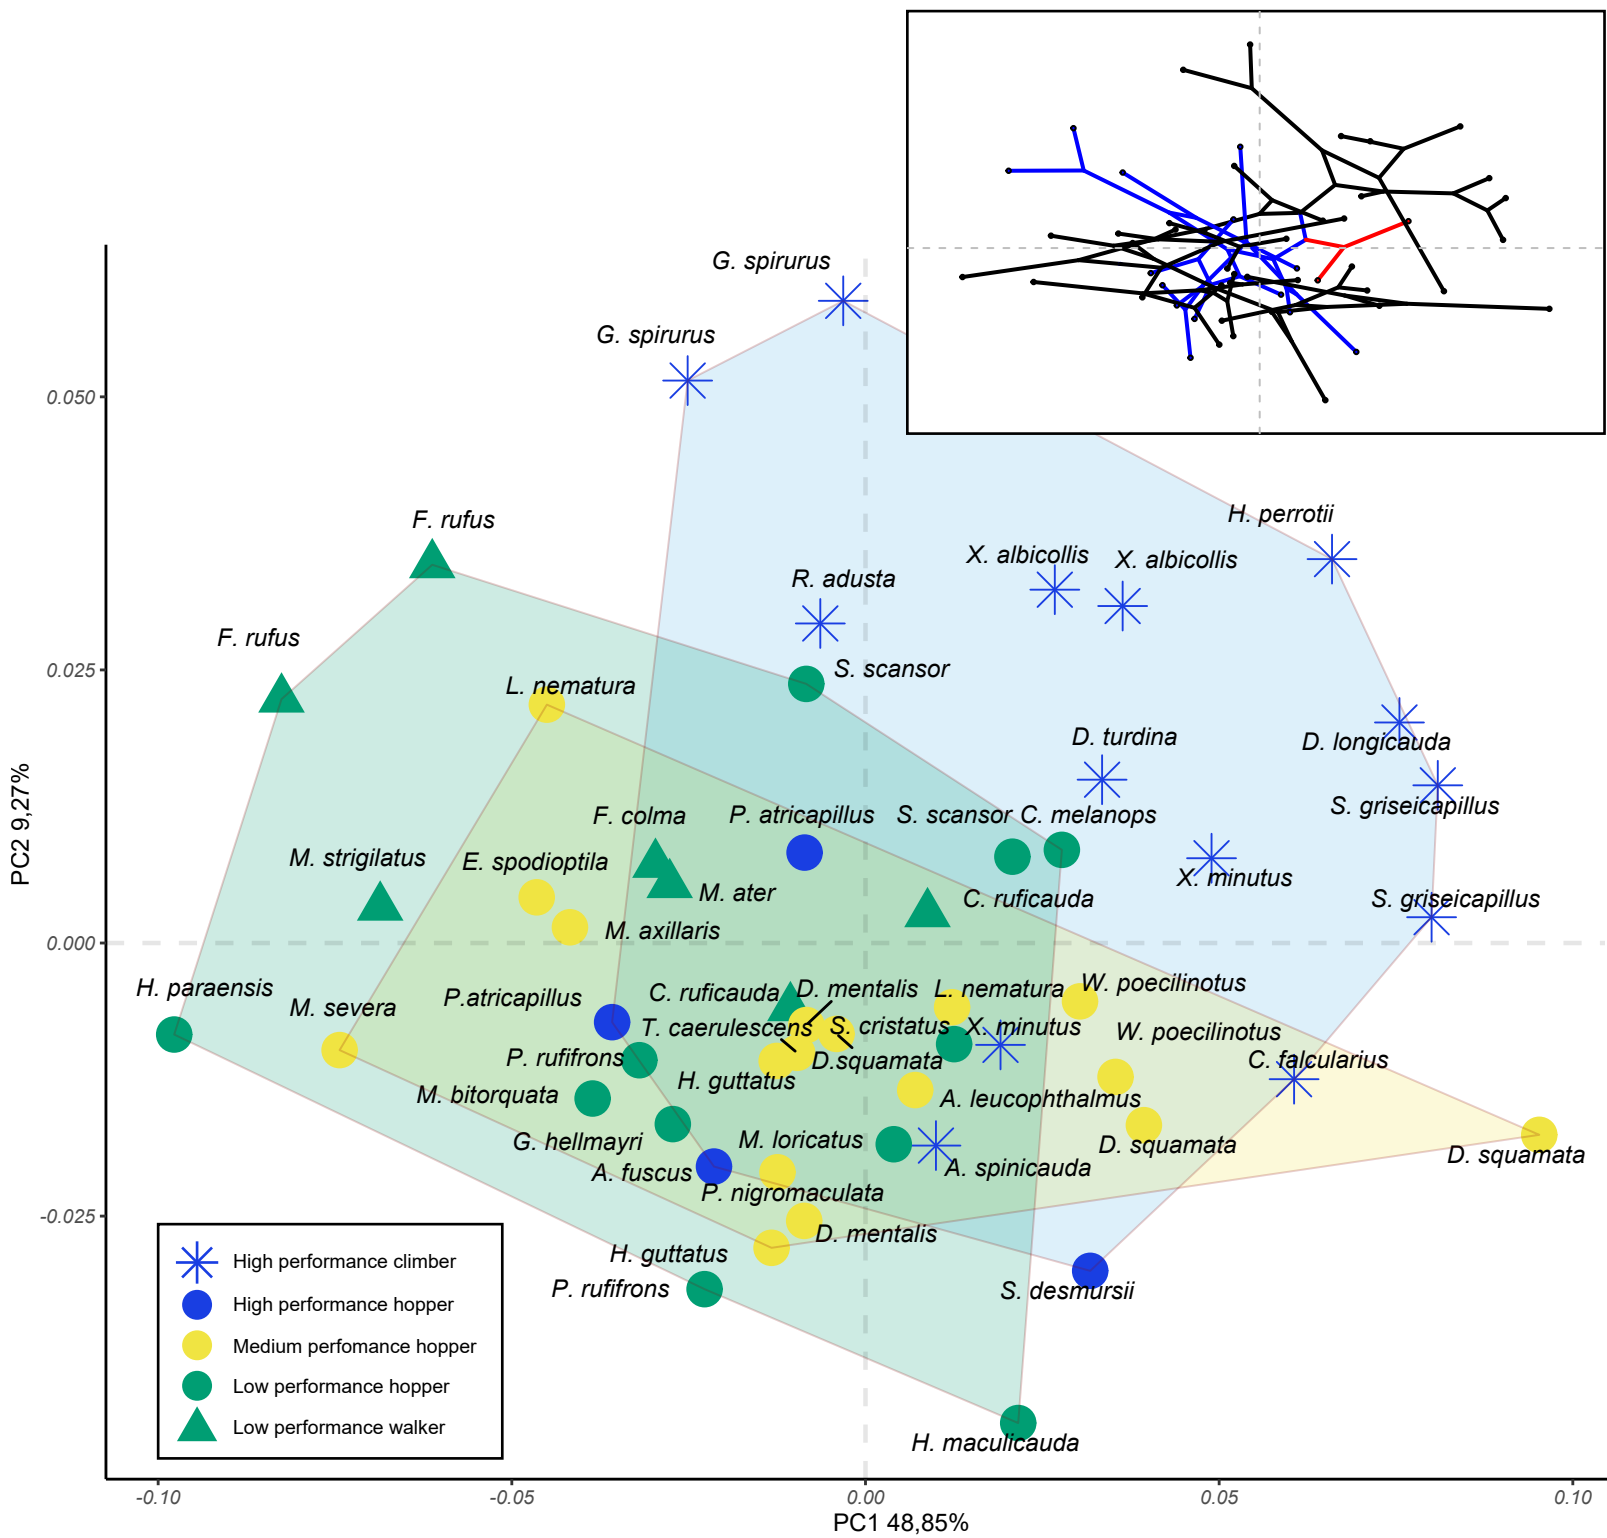 G. spirurus
G. spirurus
0.050
H. perrotii
F. rufus
X. albicollis
X. albicollis
R. adusta
F. rufus
0.025
S. scansor
L. nematura
D. turdina
D. longicauda
S. griseicapillus
F. colma
P. atricapillus
S. scansor
C. melanops
M. strigilatus
E. spodioptila
X. minutus
M. ater
C. ruficauda
S. griseicapillus
M. axillaris
PC2 9,27%
0.000
H. paraensis
M. severa
P.atricapillus
C. ruficauda
D. mentalis
L. nematura
W. poecilinotus
T. caerulescens
S. cristatus
X. minutus
W. poecilinotus
P. rufifrons
D.squamata
C. falcularius
H. guttatus
M. bitorquata
A. leucophthalmus
G. hellmayri
M. loricatus
D. squamata
D. squamata
A. fuscus
A. spinicauda
P. nigromaculata
-0.025
D. mentalis
H. guttatus
P. rufifrons
S. desmursii
High performance climber
High performance hopper
Medium perfomance hopper
Low performance hopper
Low performance walker
H. maculicauda
-0.10
-0.05
0.00
0.05
0.10
PC1 48,85%